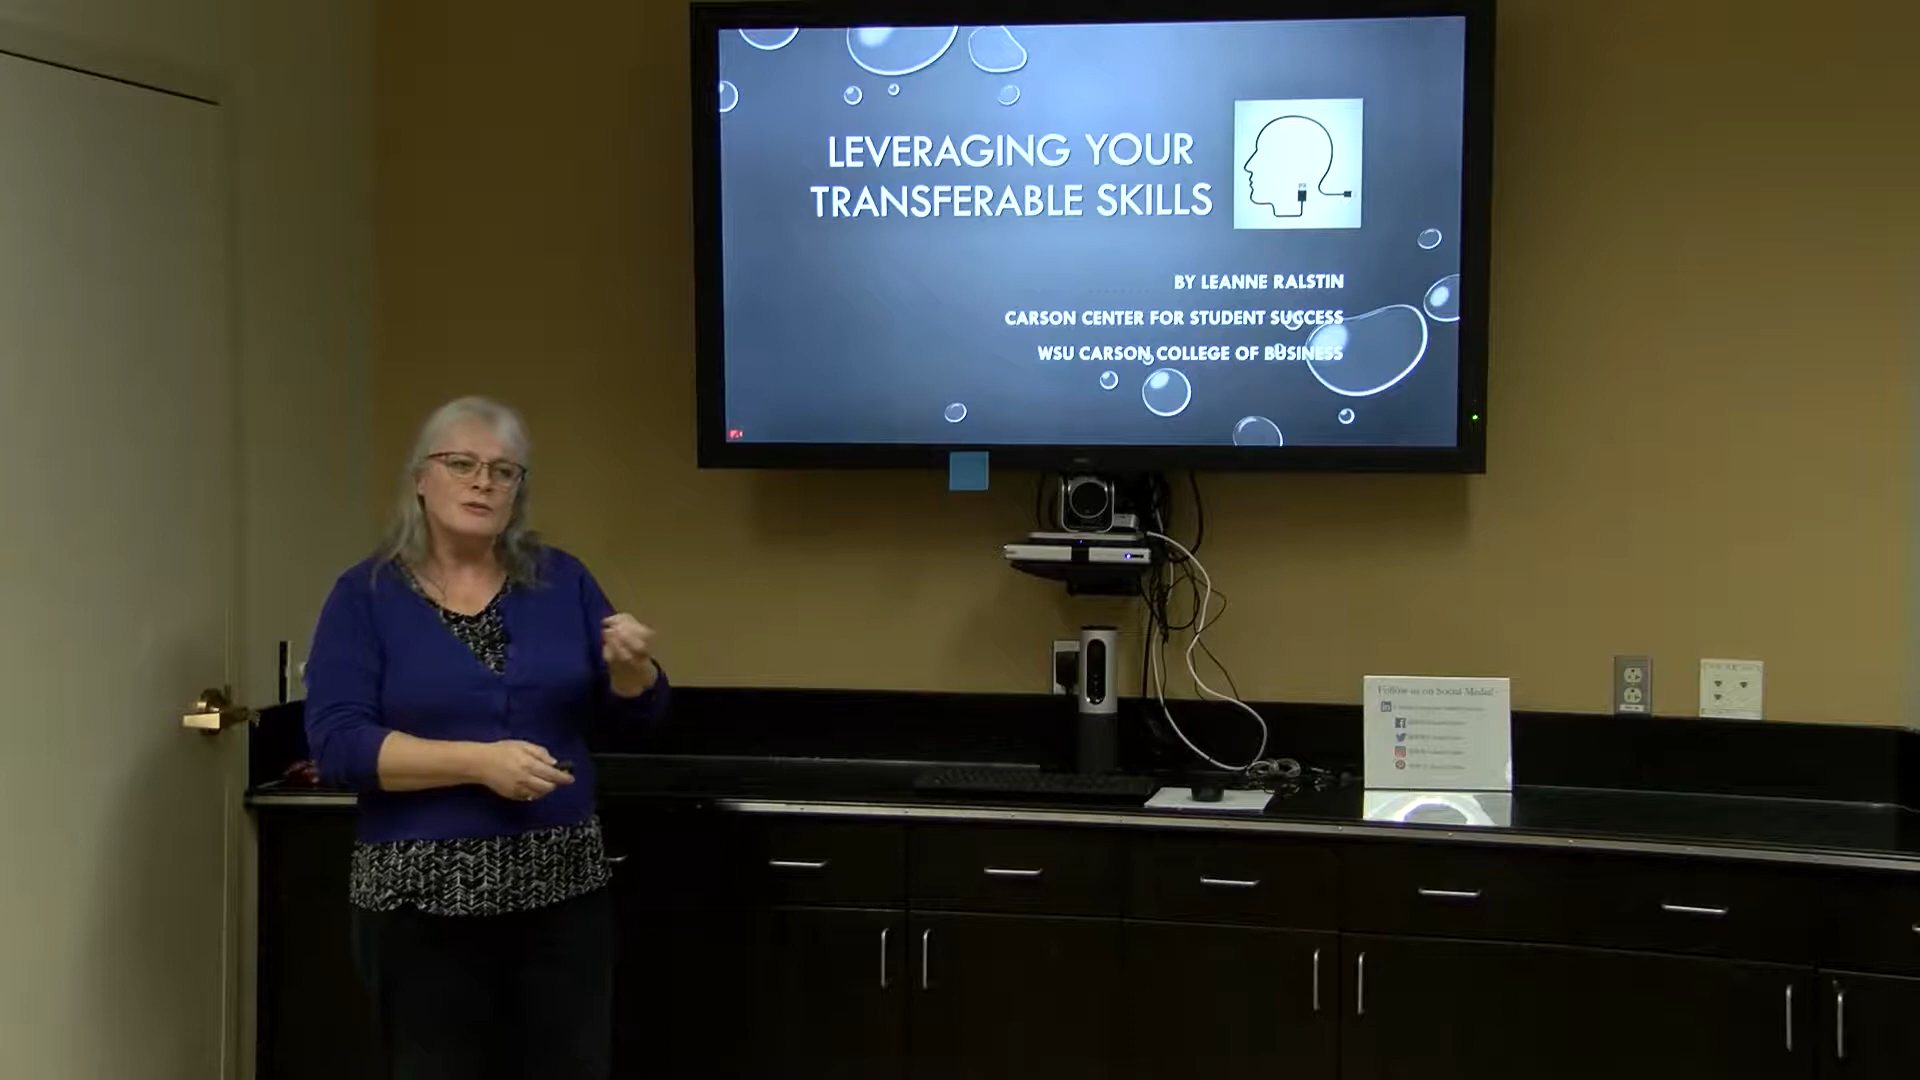 LEVERAGING YOUR
TRANSFERABLE SKILLS
BY LEANNE RALSTIN
CARSON CENTER FOR STUDENT SUCCESS
WSU CARSON COLLEGE OF BUSINESS
Follow us on Social Media!